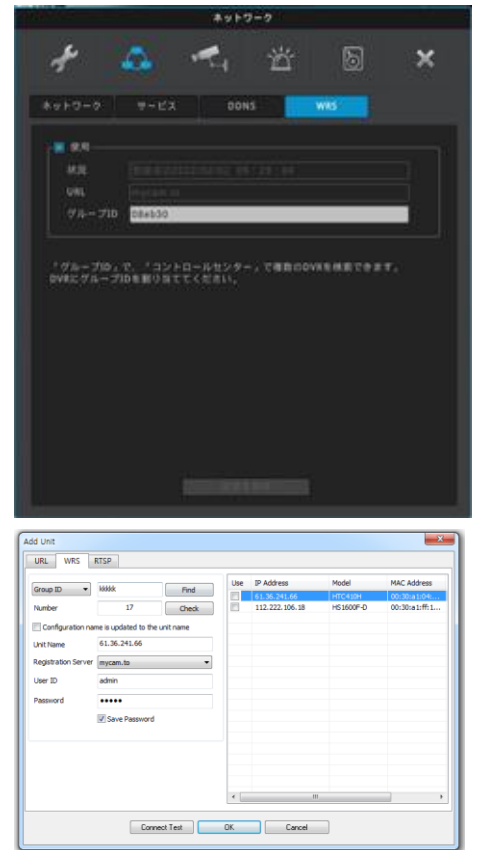 ネットワーク
ネットワーク サービス DDNS WRS
使用
状況
URL mycam.to
グループID 08eb30
「グループID」で、「コントロールセンター」で複数のDVRを検索できます。
DVRにグループIDを割り当ててください。
Add Unit
URL WRS RTSP
Group ID kkkkk Find
Number 17 Check
Configuration name is updated to the unit name
Unit Name 61.36.241.66
Registration Server mycam.to
User ID admin
Password •••••
Save Password
Use IP Address Model MAC Address
61.36.241.66 HTC410H 00:30:a1:04:...
112.222.106.18 HS1600F-D 00:30:a1:ff:1...
Connect Test OK Cancel